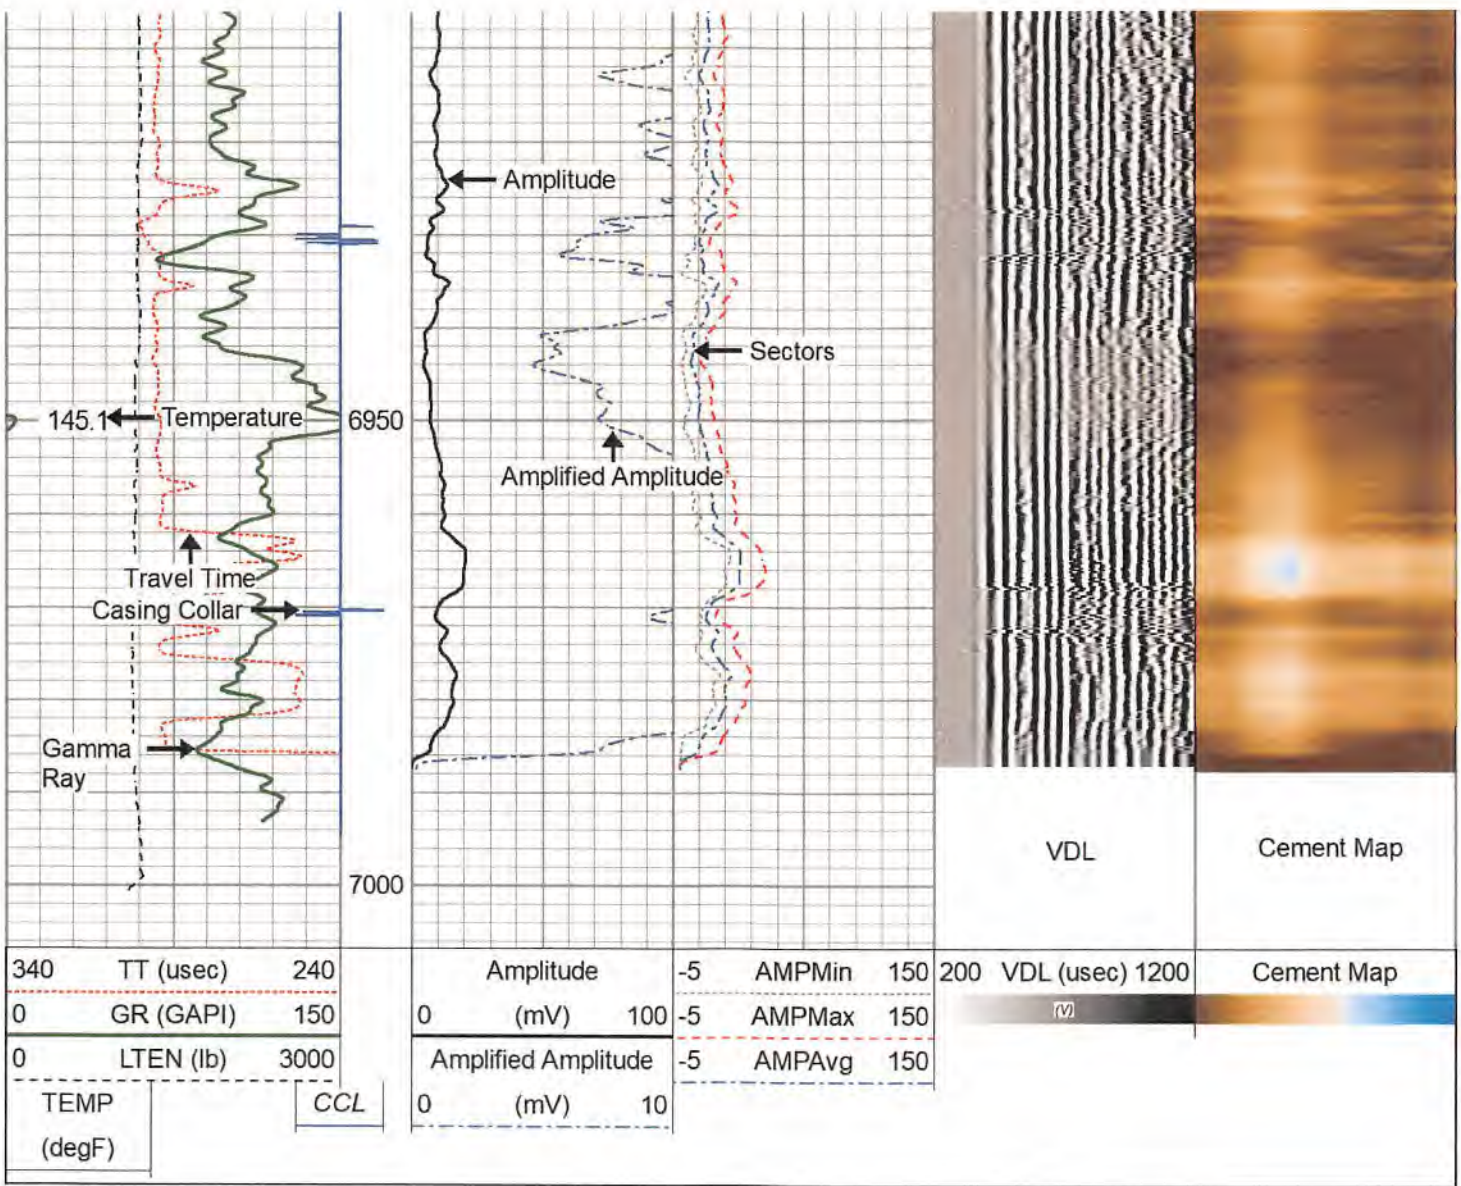 Amplitude
Sectors
145.1 Temperature 6950
Amplified Amplitude
Travel Time
Casing Collar
Gamma
Ray
VDL
Cement Map
7000
340 TT (usec) 240
0 GR (GAPI) 150
0 LTEN (lb) 3000
TEMP
(degF)
CCL
Amplitude
0 (mV) 100
Amplified Amplitude
0 (mV) 10
-5 AMPMin 150
-5 AMPMax 150
-5 AMPAvg 150
200 VDL (usec) 1200
(V)
Cement Map